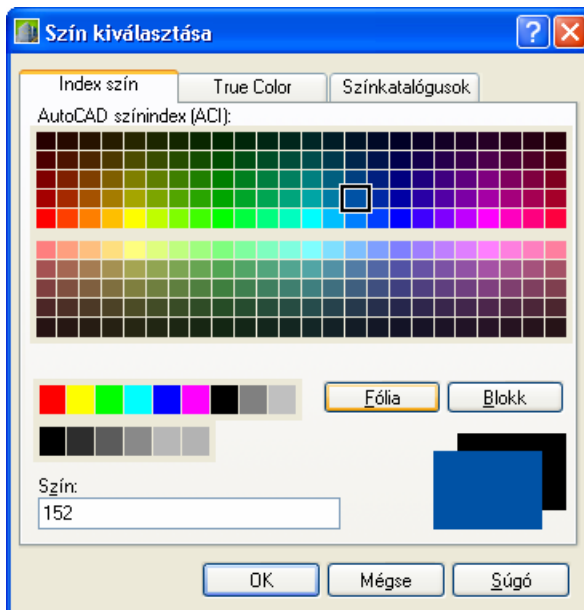 Szín kiválasztása
Index szín True Color Színkatalógusok
AutoCAD színindex (ACI):
Fólia Blokk
Szín:
152
OK Mégse Súgó